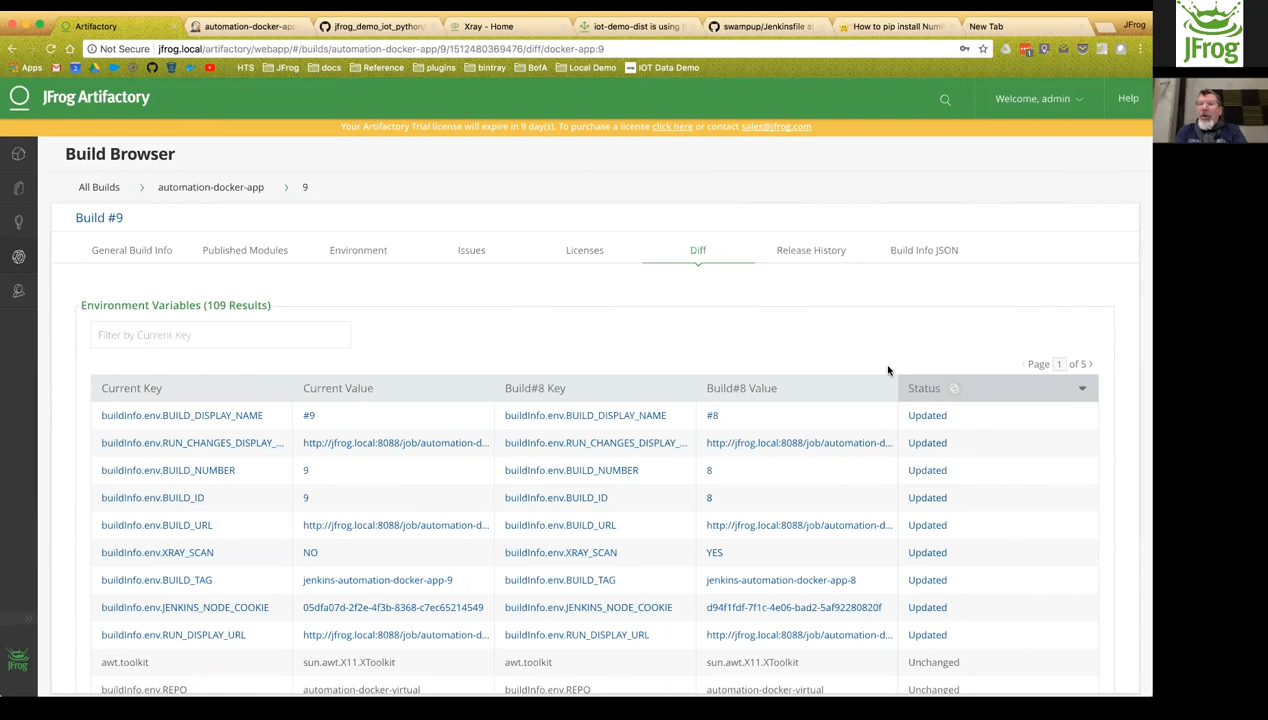 Artifactory
automation-docker-app
jfrog_demo_iot_python/
Xray - Home
iot-demo-dist is using
swampup/Jenkinsfile at
How to pip install NumP
New Tab
JFrog
Not Secure
jfrog.local/artifactory/webapp/#/builds/automation-docker-app/9/1512480369476/diff/docker-app:9
Apps
HTS
JFrog
docs
Reference
plugins
bintray
BofA
Local Demo
IOT Data Demo
JFrog
JFrog Artifactory
Welcome, admin
Help
Your Artifactory Trial license will expire in 9 day(s). To purchase a license click here or contact sales@jfrog.com
Build Browser
All Builds > automation-docker-app > 9
Build #9
General Build Info Published Modules Environment Issues Licenses Diff Release History Build Info JSON
Environment Variables (109 Results)
Filter by Current Key
Page 1 of 5
Current Key Current Value Build#8 Key Build#8 Value Status
buildInfo.env.BUILD_DISPLAY_NAME #9 buildInfo.env.BUILD_DISPLAY_NAME #8 Updated
buildInfo.env.RUN_CHANGES_DISPLAY_... http://jfrog.local:8088/job/automation-d... buildInfo.env.RUN_CHANGES_DISPLAY_... http://jfrog.local:8088/job/automation-d... Updated
buildInfo.env.BUILD_NUMBER 9 buildInfo.env.BUILD_NUMBER 8 Updated
buildInfo.env.BUILD_ID 9 buildInfo.env.BUILD_ID 8 Updated
buildInfo.env.BUILD_URL http://jfrog.local:8088/job/automation-d... buildInfo.env.BUILD_URL http://jfrog.local:8088/job/automation-d... Updated
buildInfo.env.XRAY_SCAN NO buildInfo.env.XRAY_SCAN YES Updated
buildInfo.env.BUILD_TAG jenkins-automation-docker-app-9 buildInfo.env.BUILD_TAG jenkins-automation-docker-app-8 Updated
buildInfo.env.JENKINS_NODE_COOKIE 05dfa07d-2f2e-4f3b-8368-c7ec65214549 buildInfo.env.JENKINS_NODE_COOKIE d94f1fdf-7f1c-4e06-bad2-5af92280820f Updated
buildInfo.env.RUN_DISPLAY_URL http://jfrog.local:8088/job/automation-d... buildInfo.env.RUN_DISPLAY_URL http://jfrog.local:8088/job/automation-d... Updated
awt.toolkit sun.awt.X11.XToolkit awt.toolkit sun.awt.X11.XToolkit Unchanged
buildInfo.env.REPO automation-docker-virtual buildInfo.env.REPO automation-docker-virtual Unchanged
JFrog